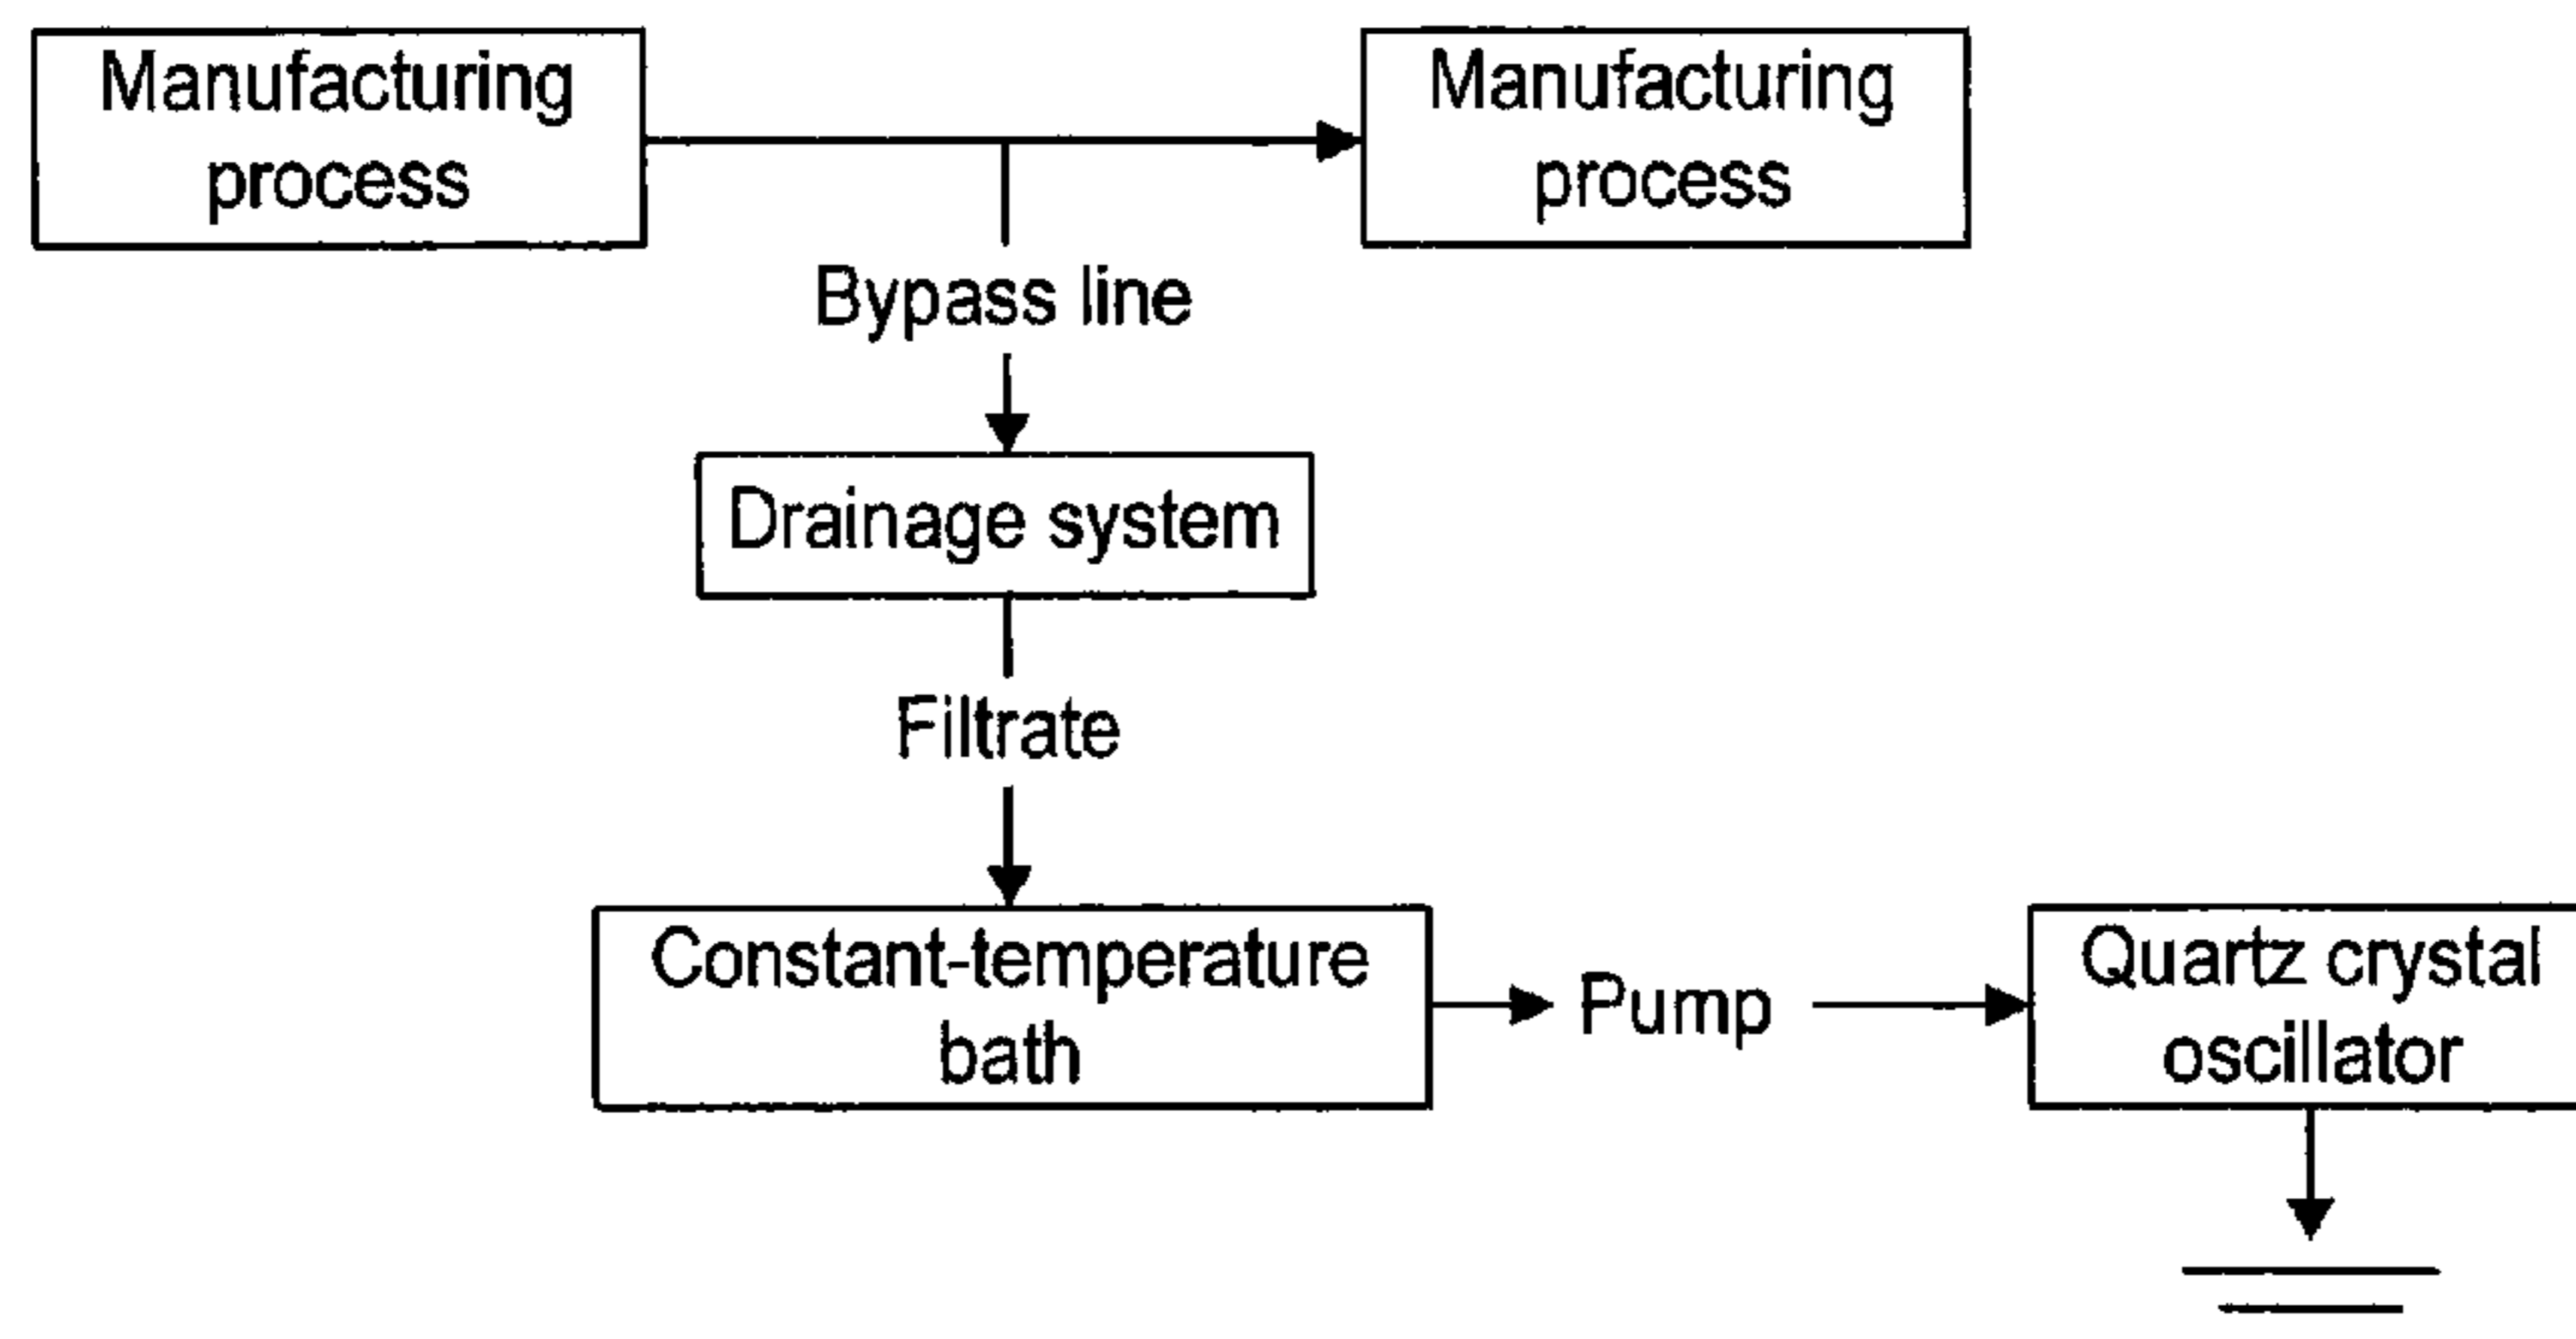 Manufacturing
process
Manufacturing
process
Bypass line
Drainage system
Filtrate
Constant-temperature
bath
Pump
Quartz crystal
oscillator